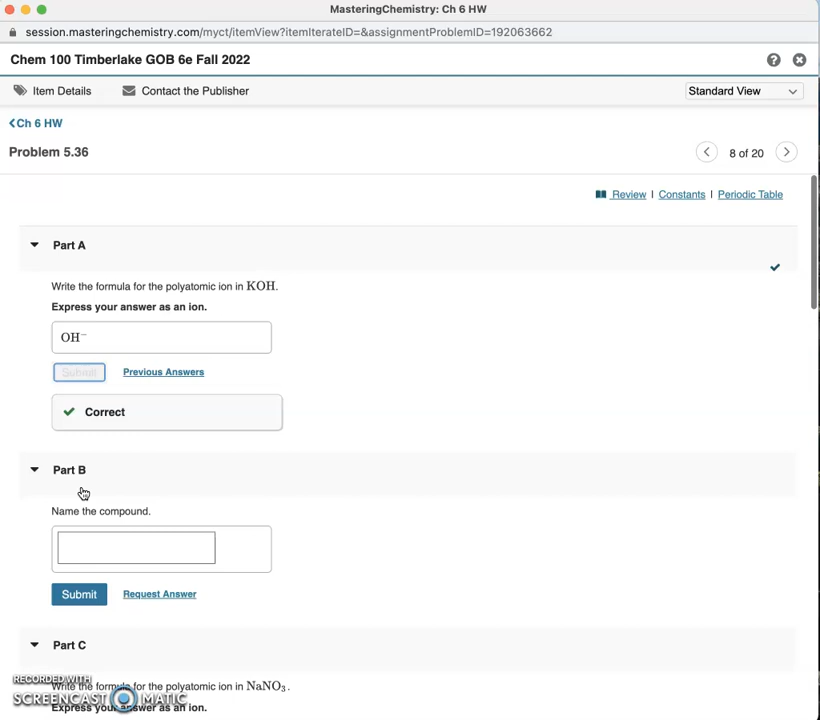 MasteringChemistry: Ch 6 HW
session.masteringchemistry.com/myct/itemView?itemIterateID=&assignmentProblemID=192063662
Chem 100 Timberlake GOB 6e Fall 2022
Item Details
Contact the Publisher
Standard View
Ch 6 HW
Problem 5.36
8 of 20
Review | Constants | Periodic Table
Part A
Write the formula for the polyatomic ion in KOH.
Express your answer as an ion.
OH⁻
Submit
Previous Answers
Correct
Part B
Name the compound.
Submit
Request Answer
Part C
RECORDED WITH
Write the formula for the polyatomic ion in NaNO₃.
SCREENCAST MATIC
Express your answer as an ion.